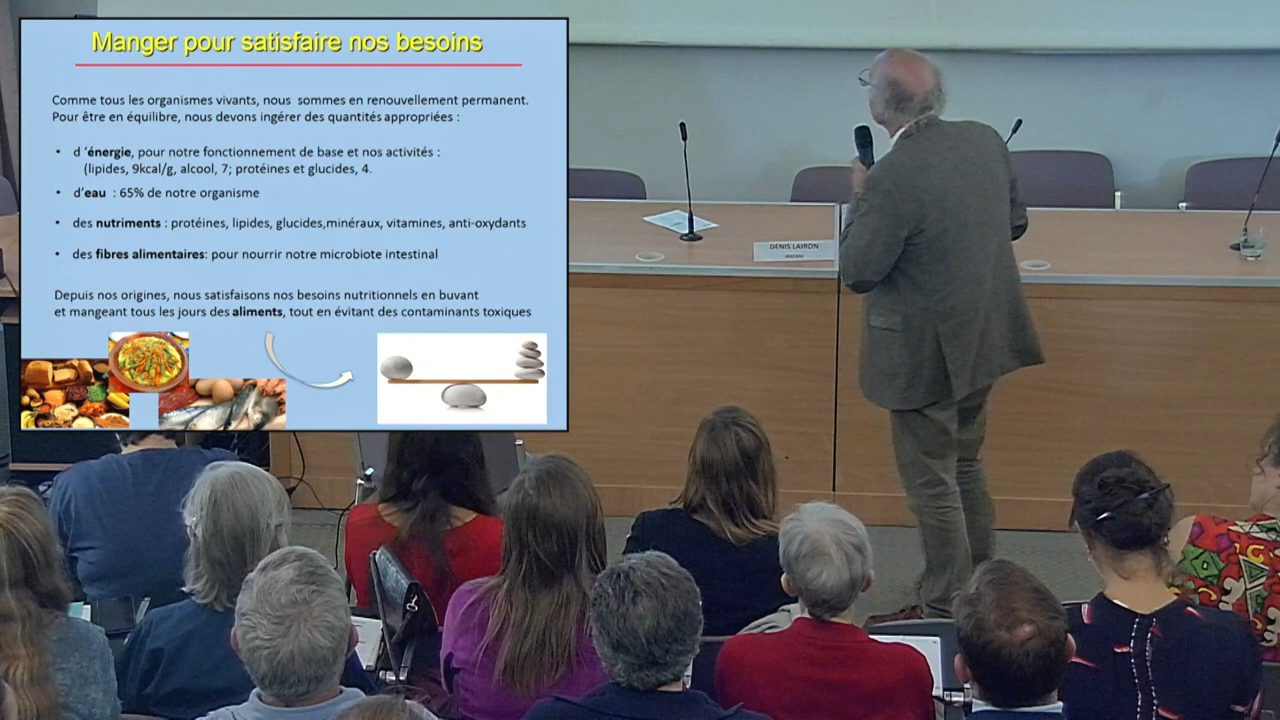 Manger pour satisfaire nos besoins
Comme tous les organismes vivants, nous sommes en renouvellement permanent.
Pour être en équilibre, nous devons ingérer des quantités appropriées :
• d ‘énergie, pour notre fonctionnement de base et nos activités :
(lipides, 9kcal/g, alcool, 7; protéines et glucides, 4.
• d’eau : 65% de notre organisme
• des nutriments : protéines, lipides, glucides,minéraux, vitamines, anti-oxydants
• des fibres alimentaires: pour nourrir notre microbiote intestinal
Depuis nos origines, nous satisfaisons nos besoins nutritionnels en buvant
et mangeant tous les jours des aliments, tout en évitant des contaminants toxiques
DENIS LAIRON